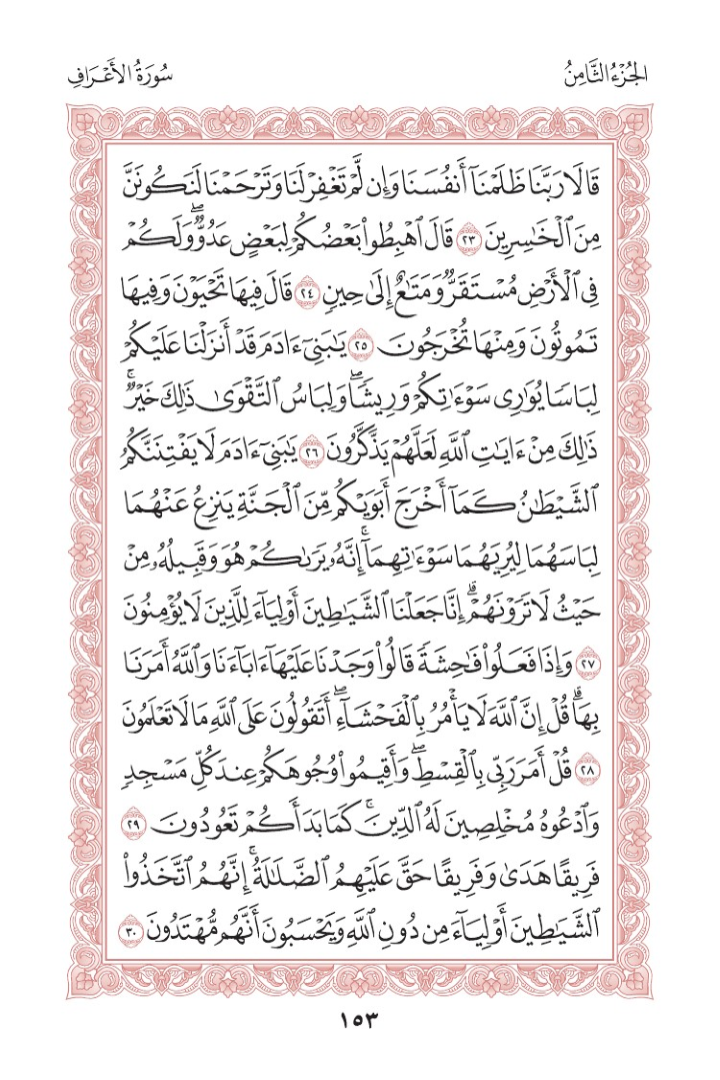 الجُزْءُ الثَّامِنُ
سُورَةُ الأَعْرَافِ
قَالَا رَبَّنَا ظَلَمْنَآ أَنفُسَنَا وَإِن لَّمْ تَغْفِرْ لَنَا وَتَرْحَمْنَا لَنَكُونَنَّ
مِنَ ٱلْخَٰسِرِينَ ٢٣ قَالَ ٱهْبِطُوا۟ بَعْضُكُمْ لِبَعْضٍ عَدُوٌّ ۖ وَلَكُمْ
فِى ٱلْأَرْضِ مُسْتَقَرٌّ وَمَتَٰعٌ إِلَىٰ حِينٍ ٢٤ قَالَ فِيهَا تَحْيَوْنَ وَفِيهَا
تَمُوتُونَ وَمِنْهَا تُخْرَجُونَ ٢٥ يَٰبَنِىٓ ءَادَمَ قَدْ أَنزَلْنَا عَلَيْكُمْ
لِبَاسًا يُوَٰرِى سَوْءَٰتِكُمْ وَرِيشًا ۖ وَلِبَاسُ ٱلتَّقْوَىٰ ذَٰلِكَ خَيْرٌ ۚ
ذَٰلِكَ مِنْ ءَايَٰتِ ٱللَّهِ لَعَلَّهُمْ يَذَّكَّرُونَ ٢٦ يَٰبَنِىٓ ءَادَمَ لَا يَفْتِنَنَّكُمُ
ٱلشَّيْطَٰنُ كَمَآ أَخْرَجَ أَبَوَيْكُم مِّنَ ٱلْجَنَّةِ يَنزِعُ عَنْهُمَا
لِبَاسَهُمَا لِيُرِيَهُمَا سَوْءَٰتِهِمَآ ۗ إِنَّهُۥ يَرَىٰكُمْ هُوَ وَقَبِيلُهُۥ مِنْ
حَيْثُ لَا تَرَوْنَهُمْ ۗ إِنَّا جَعَلْنَا ٱلشَّيَٰطِينَ أَوْلِيَآءَ لِلَّذِينَ لَا يُؤْمِنُونَ
٢٧ وَإِذَا فَعَلُوا۟ فَٰحِشَةً قَالُوا۟ وَجَدْنَا عَلَيْهَآ ءَابَآءَنَا وَٱللَّهُ أَمَرَنَا
بِهَا ۗ قُلْ إِنَّ ٱللَّهَ لَا يَأْمُرُ بِٱلْفَحْشَآءِ ۖ أَتَقُولُونَ عَلَى ٱللَّهِ مَا لَا تَعْلَمُونَ
٢٨ قُلْ أَمَرَ رَبِّى بِٱلْقِسْطِ ۖ وَأَقِيمُوا۟ وُجُوهَكُمْ عِندَ كُلِّ مَسْجِدٍ
وَٱدْعُوهُ مُخْلِصِينَ لَهُ ٱلدِّينَ ۚ كَمَا بَدَأَكُمْ تَعُودُونَ ٢٩
فَرِيقًا هَدَىٰ وَفَرِيقًا حَقَّ عَلَيْهِمُ ٱلضَّلَٰلَةُ ۗ إِنَّهُمُ ٱتَّخَذُوا۟
ٱلشَّيَٰطِينَ أَوْلِيَآءَ مِن دُونِ ٱللَّهِ وَيَحْسَبُونَ أَنَّهُم مُّهْتَدُونَ ٣٠
١٥٣